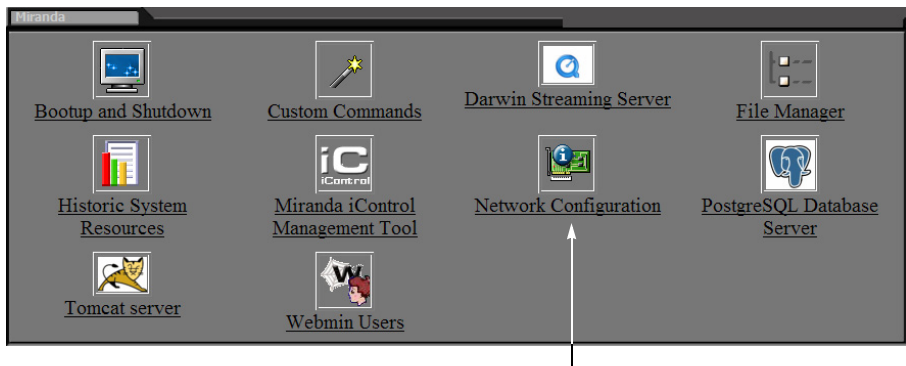 Miranda
Bootup and Shutdown
Custom Commands
Darwin Streaming Server
File Manager
Historic System
Resources
iC
iControl
Miranda iControl
Management Tool
Network Configuration
PostgreSQL Database
Server
Tomcat server
W
Webmin Users